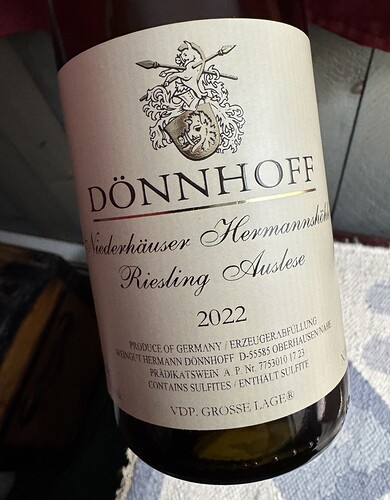 DÖNNHOFF
Niederhäuser Hermannshöh
Riesling Auslese
2022
PRODUCE OF GERMANY / ERZEUGERABFÜLLUNG
WEINGUT HERMANN DÖNNHOFF D-55585 OBERHAUSEN/NAHE
PRÄDIKATSWEIN A. P. Nr. 7753010 17 23
CONTAINS SULFITES / ENTHÄLT SULFITE
VDP. GROSSE LAGE®